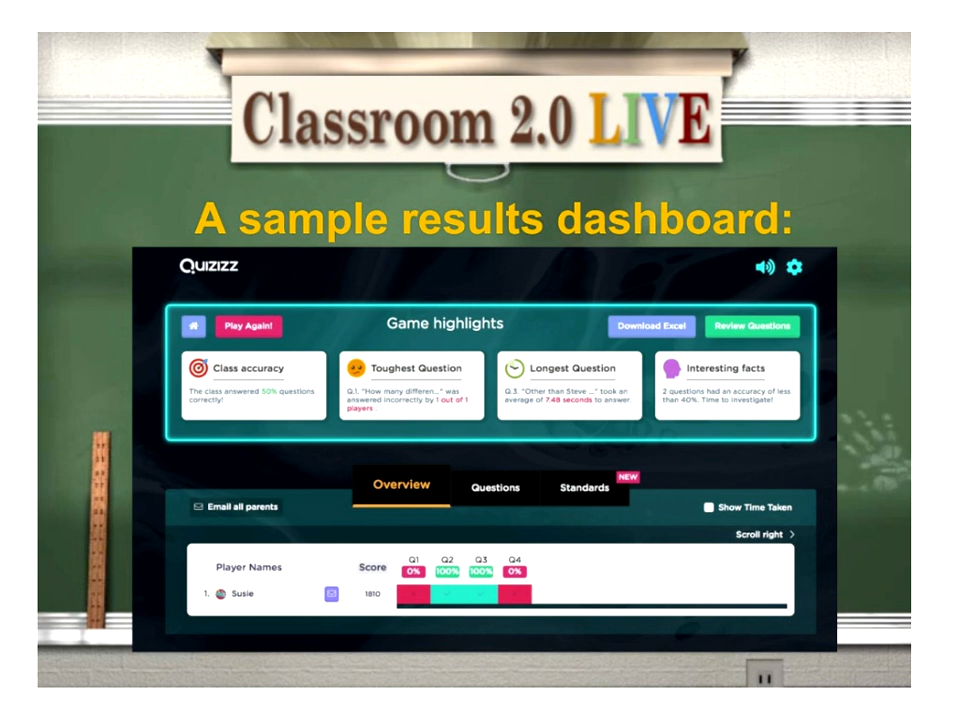 Classroom 2.0 LIVE
A sample results dashboard:
Quizizz
Play Again!
Game highlights
Download Excel
Review Questions
Class accuracy
The class answered 50% questions
correctly!
Toughest Question
Q.1. "How many differen..." was
answered incorrectly by 1 out of 1
players
Longest Question
Q.3. "Other than Steve ..." took an
average of 7.48 seconds to answer.
Interesting facts
2 questions had an accuracy of less
than 40%. Time to investigate!
Overview
Questions
Standards
NEW
Email all parents
Show Time Taken
Scroll right >
Player Names
Score
Q1 Q2 Q3 Q4
0% 100% 100% 0%
1. Susie 1810